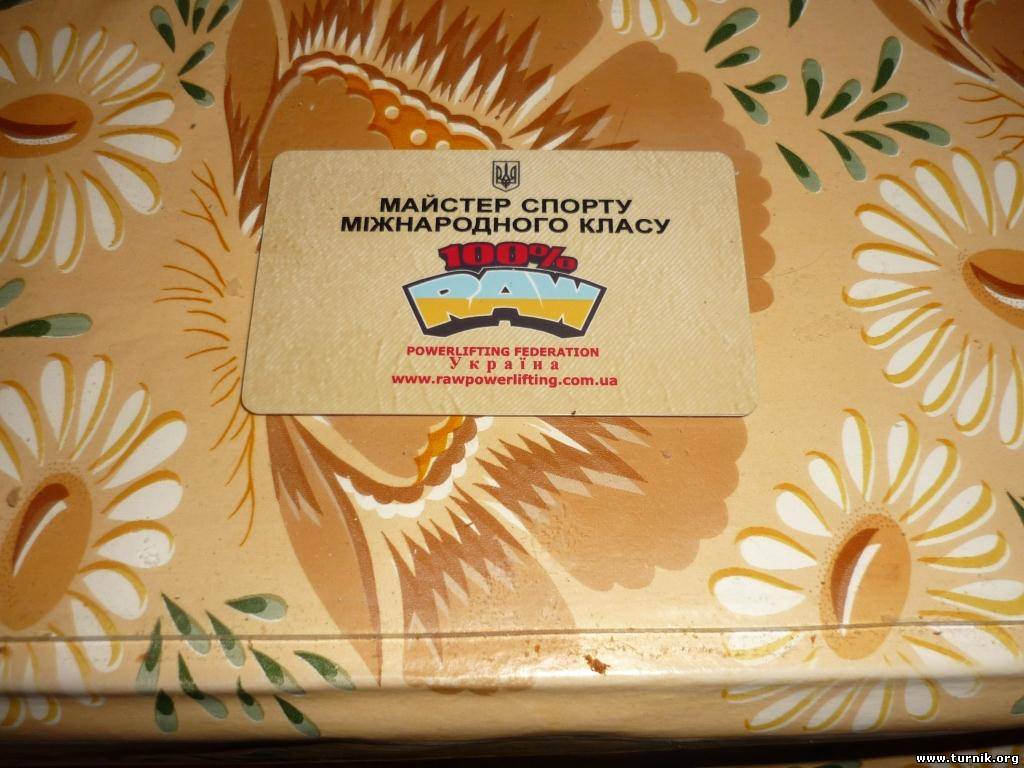 МАЙСТЕР СПОРТУ
МІЖНАРОДНОГО КЛАСУ
100%
RAW
POWERLIFTING FEDERATION
Україна
www.rawpowerlifting.com.ua
www.turnik.org